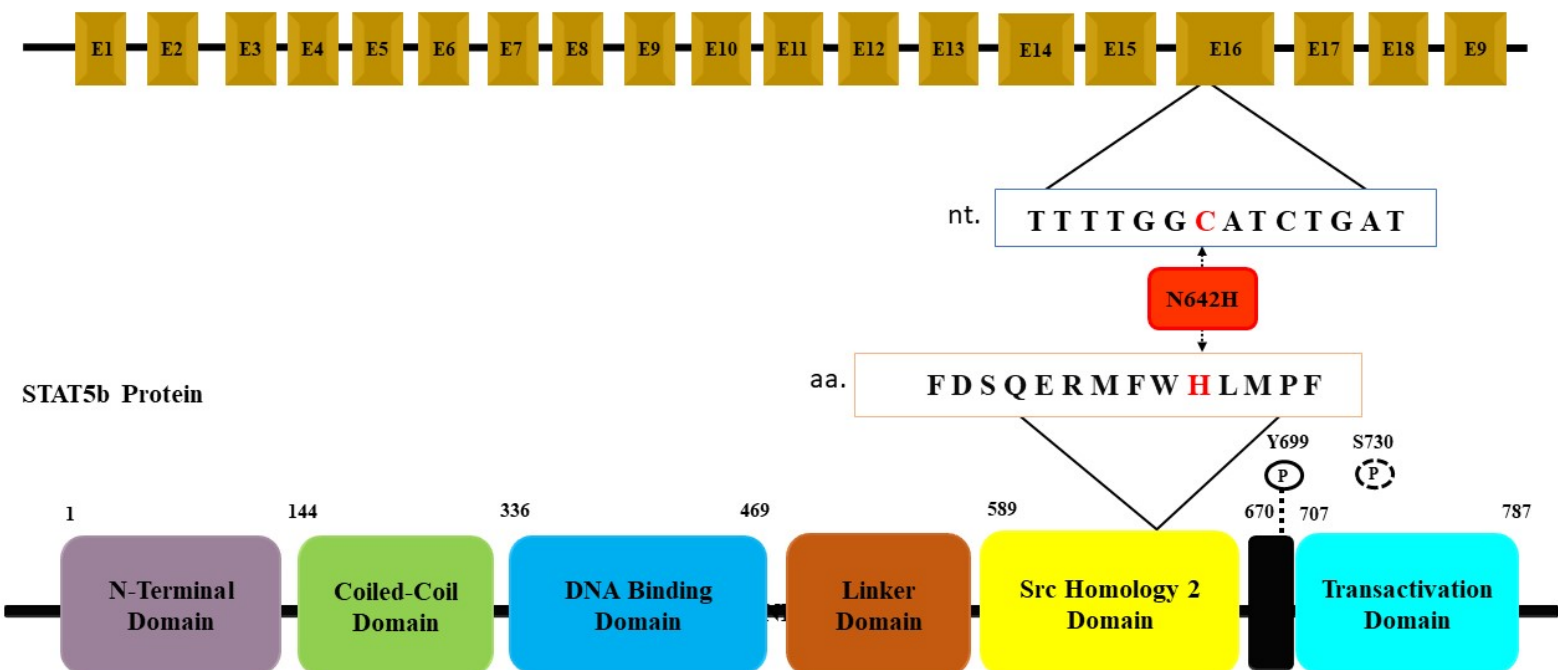 E1 E2 E3 E4 E5 E6 E7 E8 E9 E10 E11 E12 E13 E14 E15 E16 E17 E18 E9
nt. T T T T G G C A T C T G A T
N642H
aa. F D S Q E R M F W H L M P F
STAT5b Protein
Y699 S730
P P
1 144 336 469 589 670 707 787
N-Terminal
Domain
Coiled-Coil
Domain
DNA Binding
Domain
Linker
Domain
Src Homology 2
Domain
Transactivation
Domain